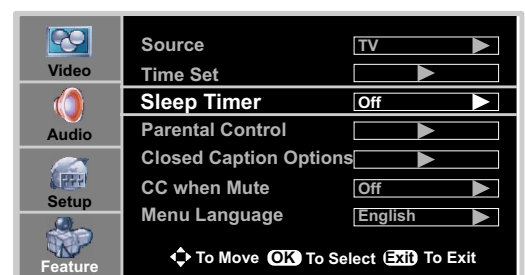 Video
Audio
Setup
Feature
Source TV
Time Set
Sleep Timer Off
Parental Control
Closed Caption Options
CC when Mute Off
Menu Language English
To Move OK To Select Exit To Exit